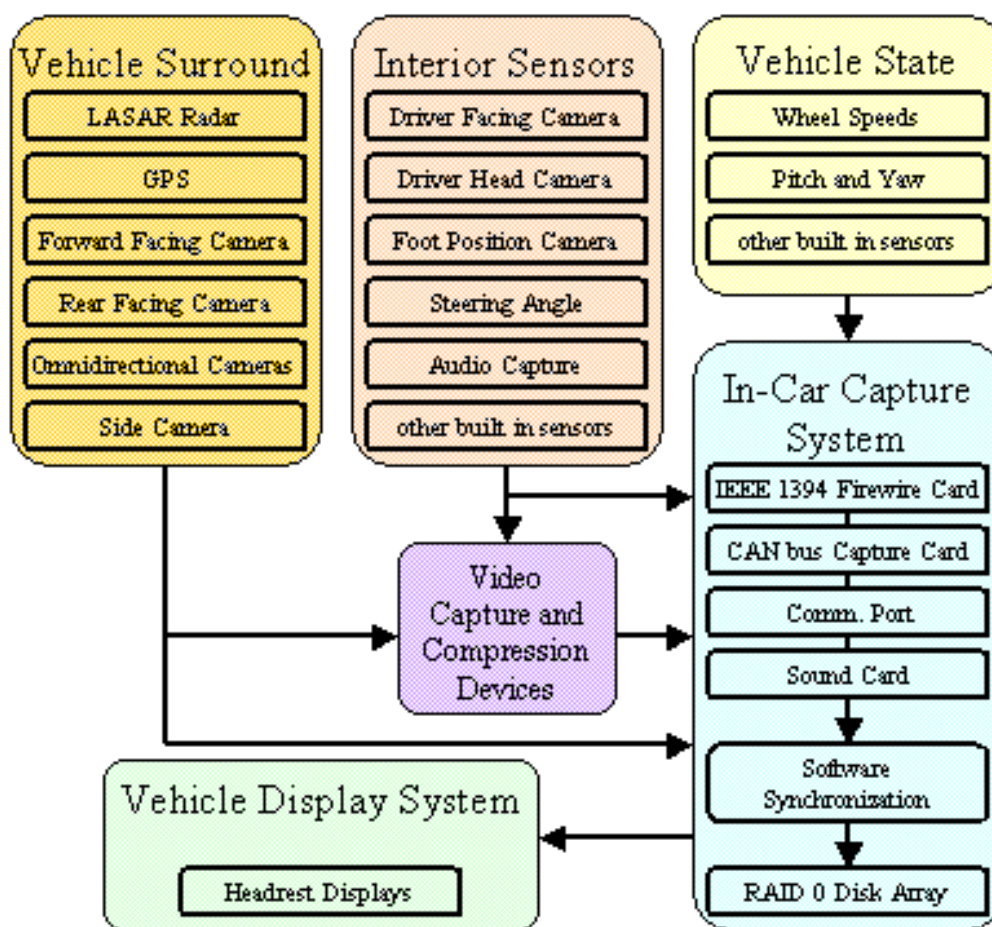 Vehicle Surround
LASAR Radar
GPS
Forward Facing Camera
Rear Facing Camera
Omnidirectional Cameras
Side Camera
Interior Sensors
Driver Facing Camera
Driver Head Camera
Foot Position Camera
Steering Angle
Audio Capture
other built in sensors
Vehicle State
Wheel Speeds
Pitch and Yaw
other built in sensors
In-Car Capture
System
IEEE 1394 Firewire Card
CAN bus Capture Card
Comm. Port
Sound Card
Software
Synchronization
RAID 0 Disk Array
Video
Capture and
Compression
Devices
Vehicle Display System
Headrest Displays